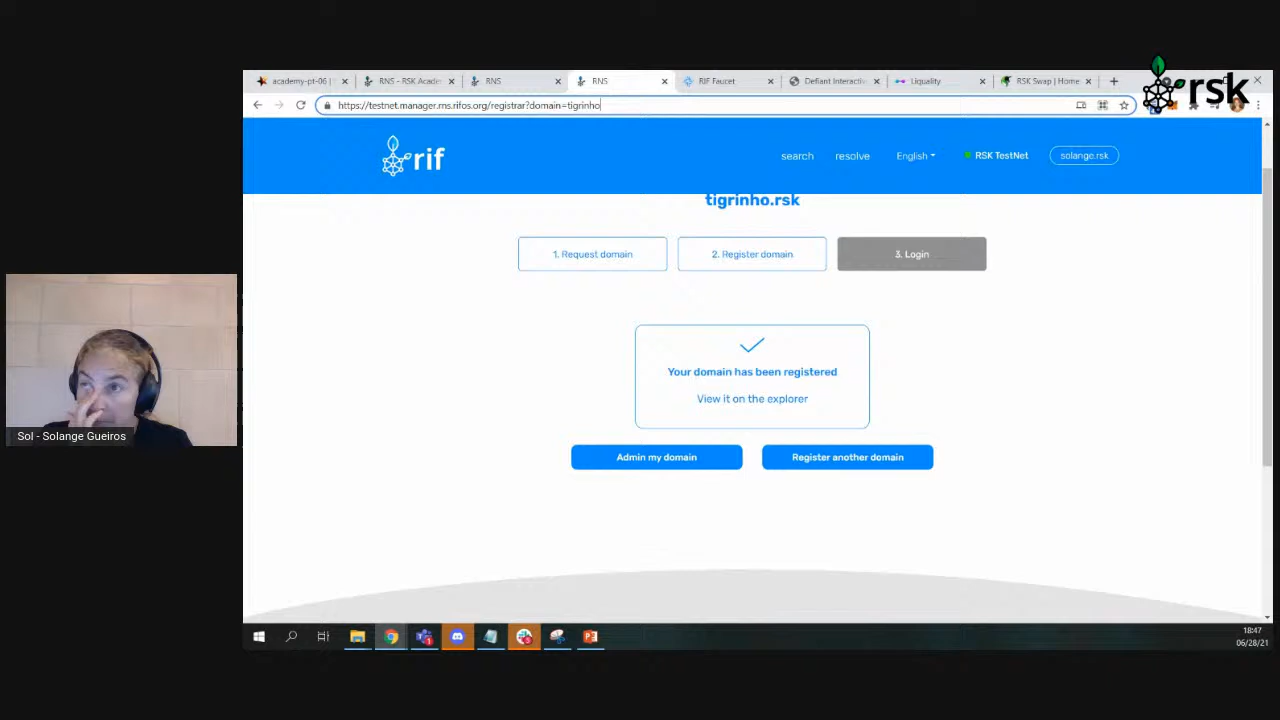 academy-pt-06 |
RNS - RSK Acade
RNS
RNS
RIF Faucet
Defiant Interactiv
Liquality
RSK Swap | Home
rsk
https://testnet.manager.rns.rifos.org/registrar?domain=tigrinho
rif
search
resolve
English
RSK TestNet
solange.rsk
tigrinho.rsk
1. Request domain
2. Register domain
3. Login
Your domain has been registered
View it on the explorer
Sol - Solange Gueiros
Admin my domain
Register another domain
18:47
06/28/21